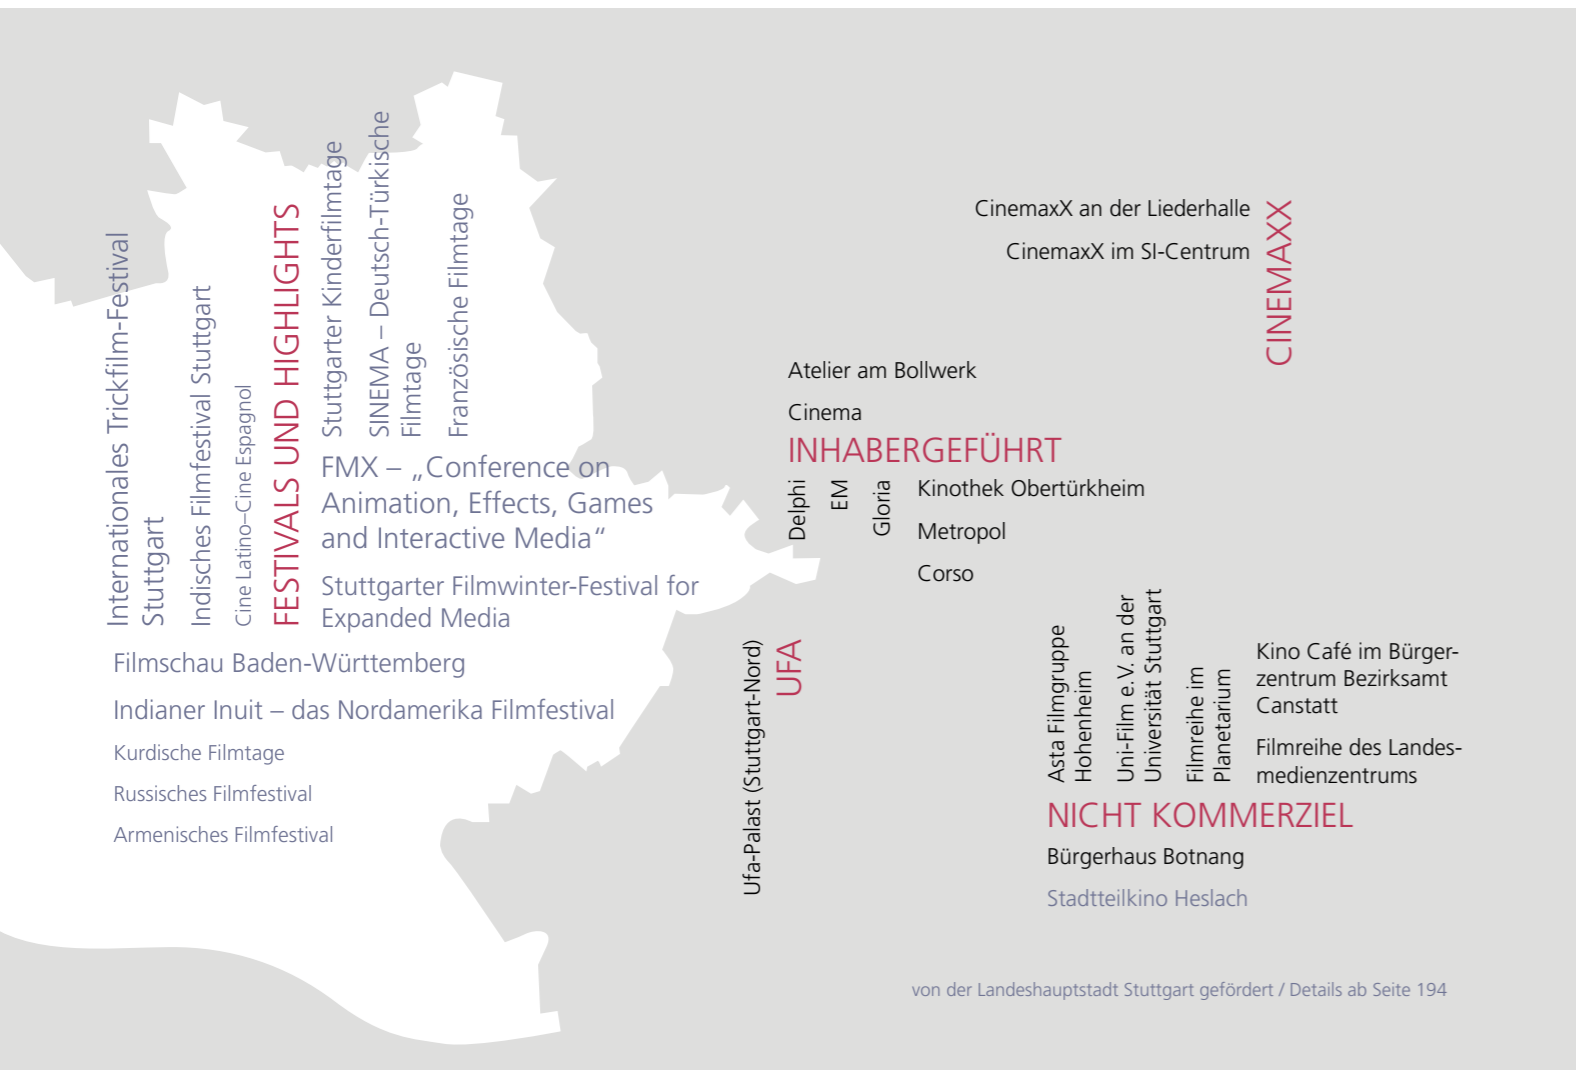 Internationales Trickfilm-Festival
Stuttgart
Indisches Filmfestival Stuttgart
Cine Latino–Cine Espagnol
FESTIVALS UND HIGHLIGHTS
Stuttgarter Kinderfilmtage
SINEMA – Deutsch-Türkische
Filmtage
Französische Filmtage
FMX – „Conference on
Animation, Effects, Games
and Interactive Media“
Stuttgarter Filmwinter-Festival for
Expanded Media
Filmschau Baden-Württemberg
Indianer Inuit – das Nordamerika Filmfestival
Kurdische Filmtage
Russisches Filmfestival
Armenisches Filmfestival
CinemaxX an der Liederhalle
CinemaxX im SI-Centrum
CINEMAXX
Atelier am Bollwerk
Cinema
INHABERGEFÜHRT
Delphi
EM
Gloria
Kinothek Obertürkheim
Metropol
Corso
Ufa-Palast (Stuttgart-Nord)
UFA
Asta Filmgruppe
Hohenheim
Uni-Film e.V. an der
Universität Stuttgart
Filmreihe im
Planetarium
Kino Café im Bürger-
zentrum Bezirksamt
Canstatt
Filmreihe des Landes-
medienzentrums
NICHT KOMMERZIEL
Bürgerhaus Botnang
Stadtteilkino Heslach
von der Landeshauptstadt Stuttgart gefördert / Details ab Seite 194